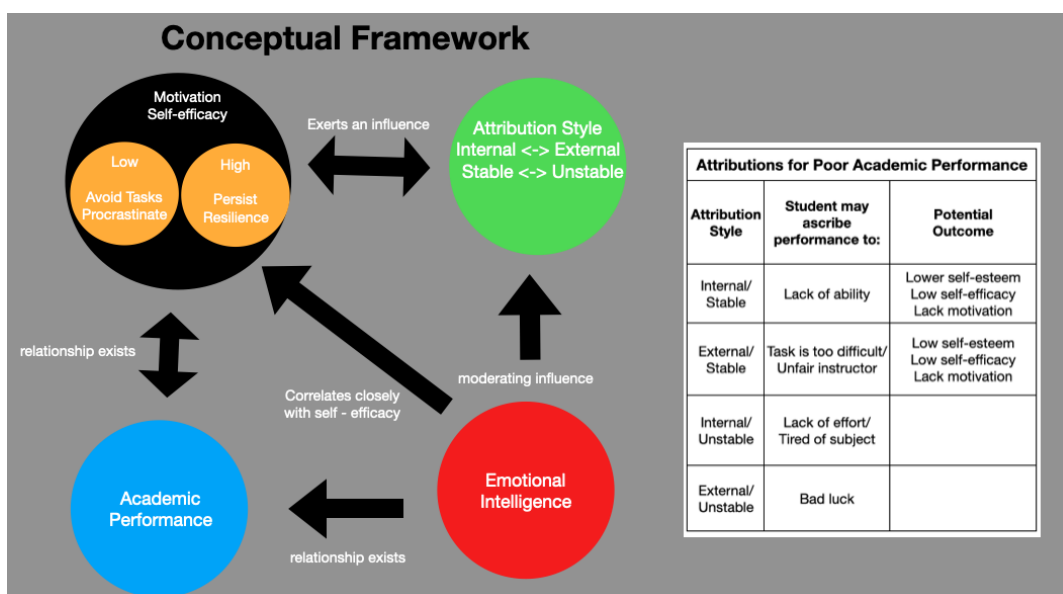 Conceptual Framework
Motivation
Self-efficacy
Low
Avoid Tasks
Procrastinate
High
Persist
Resilience
Exerts an influence
Attribution Style
Internal <-> External
Stable <-> Unstable
relationship exists
Correlates closely
with self - efficacy
moderating influence
Academic
Performance
relationship exists
Emotional
Intelligence
Attributions for Poor Academic Performance
Attribution
Style
Student may
ascribe
performance to:
Potential
Outcome
Internal/
Stable
Lack of ability
Lower self-esteem
Low self-efficacy
Lack motivation
External/
Stable
Task is too difficult/
Unfair instructor
Low self-esteem
Low self-efficacy
Lack motivation
Internal/
Unstable
Lack of effort/
Tired of subject
External/
Unstable
Bad luck